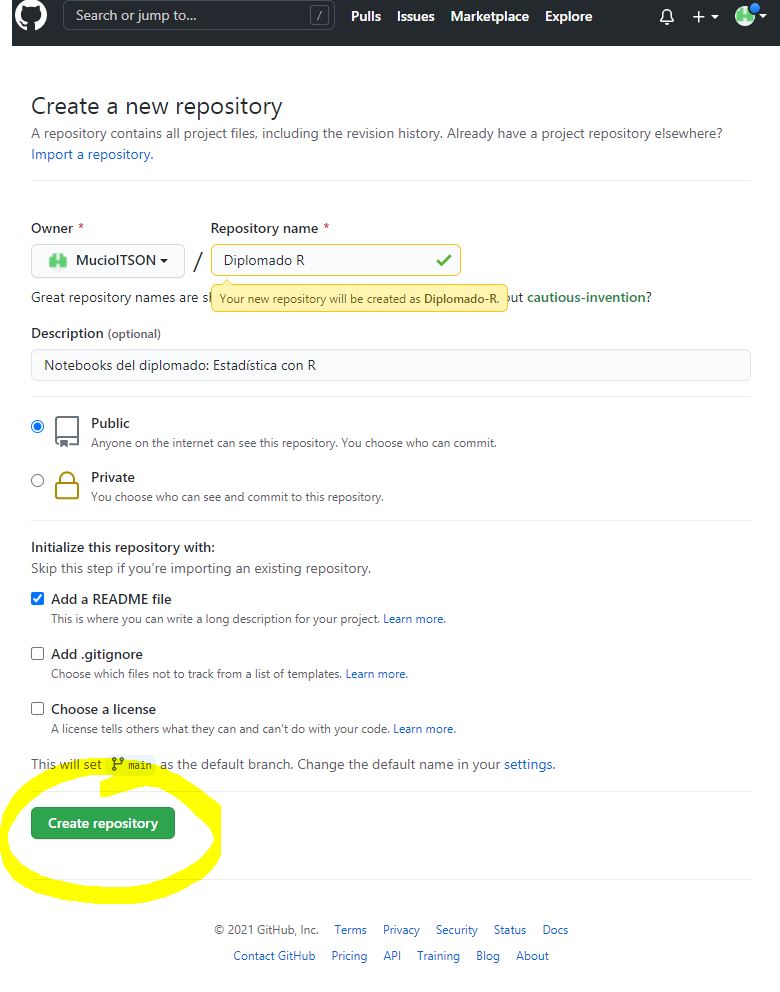 Search or jump to... / Pulls Issues Marketplace Explore
Create a new repository
A repository contains all project files, including the revision history. Already have a project repository elsewhere?
Import a repository.
Owner * Repository name *
MucioITSON / Diplomado R
Great repository names are sh ut cautious-invention?
Your new repository will be created as Diplomado-R.
Description (optional)
Notebooks del diplomado: Estadística con R
Public
Anyone on the internet can see this repository. You choose who can commit.
Private
You choose who can see and commit to this repository.
Initialize this repository with:
Skip this step if you're importing an existing repository.
Add a README file
This is where you can write a long description for your project. Learn more.
Add .gitignore
Choose which files not to track from a list of templates. Learn more.
Choose a license
A license tells others what they can and can't do with your code. Learn more.
This will set main as the default branch. Change the default name in your settings.
Create repository
© 2021 GitHub, Inc. Terms Privacy Security Status Docs
Contact GitHub Pricing API Training Blog About